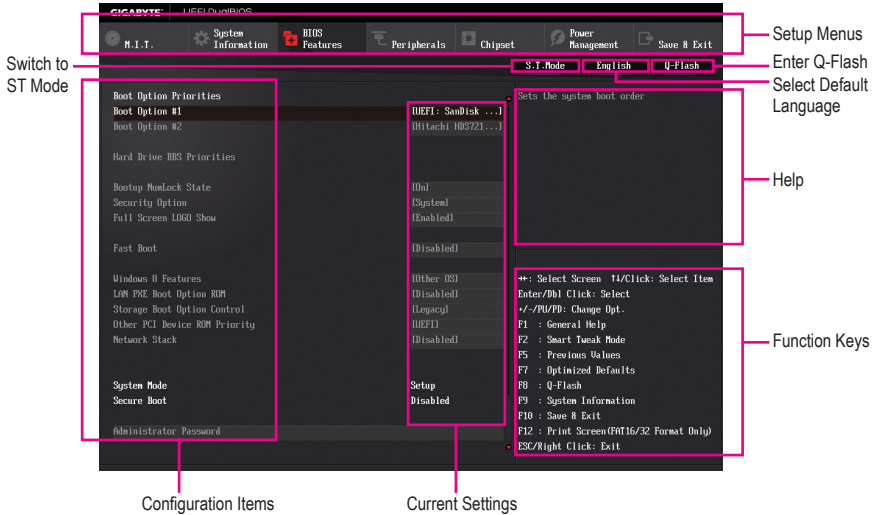 GIGABYTE UEFI DualBIOS
M.I.T. System Information BIOS Features Peripherals Chipset Power Management Save & Exit
Setup Menus
Switch to ST Mode
S.T.Mode English Q-Flash
Enter Q-Flash
Select Default Language
Boot Option Priorities
Boot Option #1 [UEFI: SanDisk ...]
Boot Option #2 [Hitachi HDS721...]
Hard Drive BBS Priorities
Bootup NumLock State [On]
Security Option [System]
Full Screen LOGO Show [Enabled]
Fast Boot [Disabled]
Windows 8 Features [Other OS]
LAN PXE Boot Option ROM [Disabled]
Storage Boot Option Control [Legacy]
Other PCI Device ROM Priority [UEFI]
Network Stack [Disabled]
System Mode Setup
Secure Boot Disabled
Administrator Password
Sets the system boot order
Help
→←: Select Screen ↑↓/Click: Select Item
Enter/Dbl Click: Select
+/-/PU/PD: Change Opt.
F1 : General Help
F2 : Smart Tweak Mode
F5 : Previous Values
F7 : Optimized Defaults
F8 : Q-Flash
F9 : System Information
F10 : Save & Exit
F12 : Print Screen(FAT16/32 Format Only)
ESC/Right Click: Exit
Function Keys
Configuration Items
Current Settings